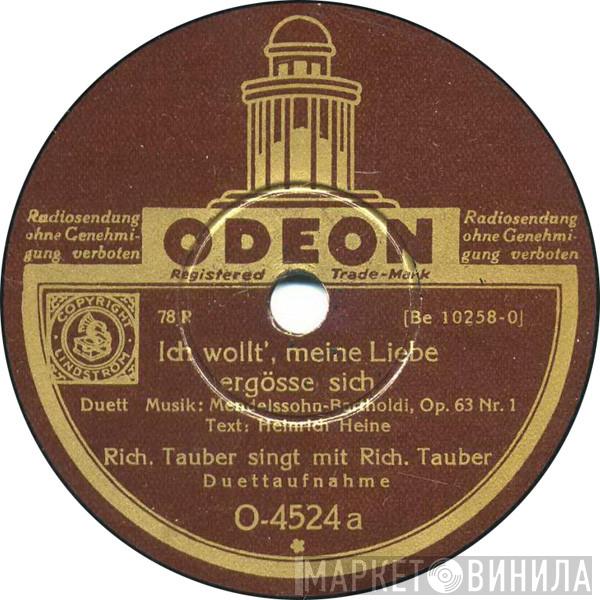 ODEON
Registered Trade-Mark
Radiosendung
ohne Genehmi-
gung verboten
Radiosendung
ohne Genehmi-
gung verboten
COPYRIGHT
LINDSTRÖM
78 R
[Be 10258-0]
Ich wollt', meine Liebe
ergösse sich
Duett Musik: Mendelssohn-Bartholdi, Op. 63 Nr. 1
Text: Heinrich Heine
Rich. Tauber singt mit Rich. Tauber
Duettaufnahme
O-4524a
МАРКЕТ ВИНИЛА